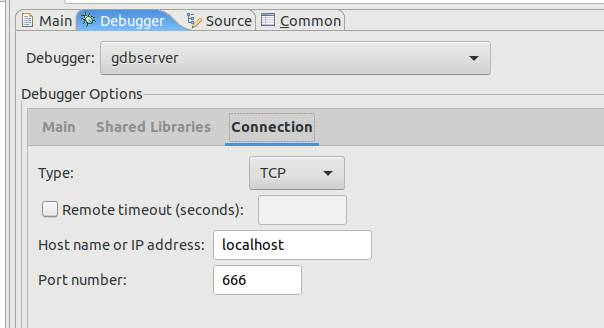 Main Debugger Source Common
Debugger: gdbserver
Debugger Options
Main Shared Libraries Connection
Type: TCP
Remote timeout (seconds):
Host name or IP address: localhost
Port number: 666